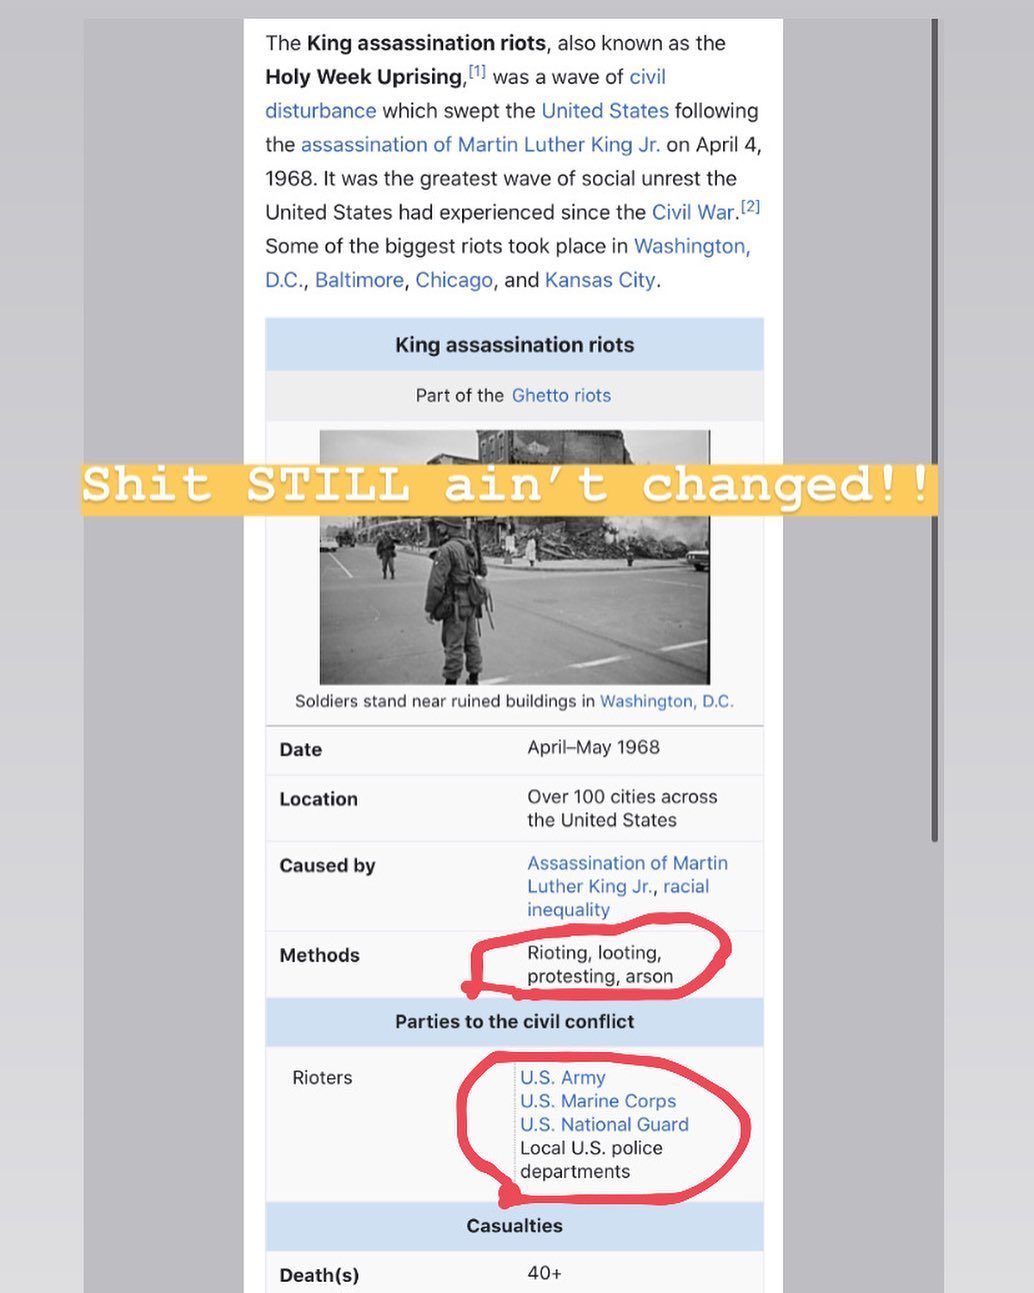 The King assassination riots, also known as the
Holy Week Uprising,[1] was a wave of civil
disturbance which swept the United States following
the assassination of Martin Luther King Jr. on April 4,
1968. It was the greatest wave of social unrest the
United States had experienced since the Civil War.[2]
Some of the biggest riots took place in Washington,
D.C., Baltimore, Chicago, and Kansas City.
King assassination riots
Part of the Ghetto riots
Shit STILL ain’t changed!!
Soldiers stand near ruined buildings in Washington, D.C.
Date April–May 1968
Location Over 100 cities across
the United States
Caused by Assassination of Martin
Luther King Jr., racial
inequality
Methods Rioting, looting,
protesting, arson
Parties to the civil conflict
Rioters U.S. Army
U.S. Marine Corps
U.S. National Guard
Local U.S. police
departments
Casualties
Death(s) 40+